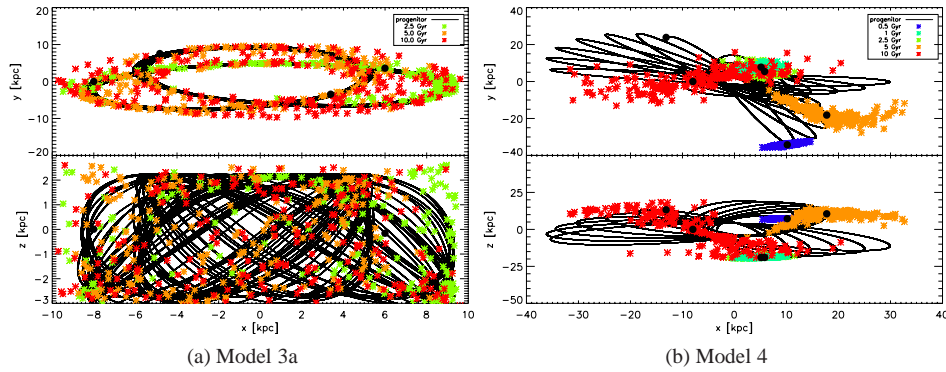 progenitor
2.5 Gyr
5.0 Gyr
10.0 Gyr
20
10
0
-10
20
y [kpc]
2
1
0
-1
-2
-3
z [kpc]
-10 -8 -6 -4 -2 0 2 4 6 8 10
x [kpc]
(a) Model 3a
progenitor
0.5 Gyr
1 Gyr
2.5 Gyr
5 Gyr
10 Gyr
40
20
0
-20
-40
y [kpc]
25
0
-25
-50
z [kpc]
-40 -30 -20 -10 0 10 20 30 40
x [kpc]
(b) Model 4